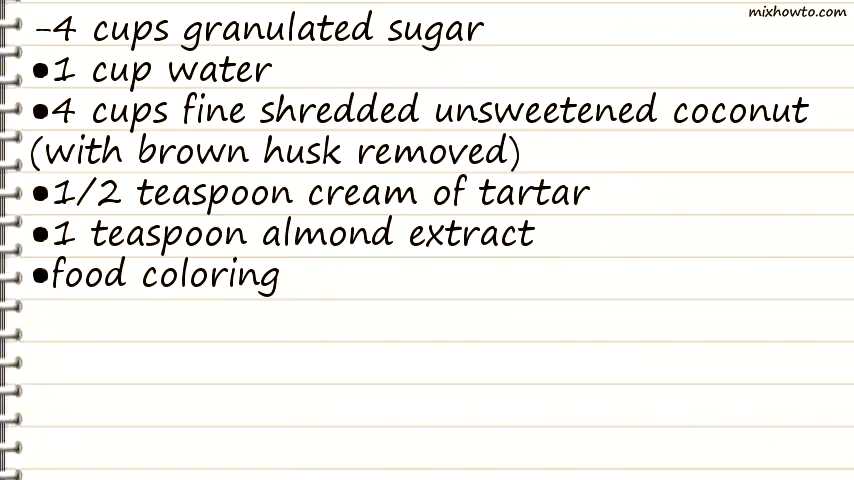 mixhowto.com
-4 cups granulated sugar
●1 cup water
●4 cups fine shredded unsweetened coconut
(with brown husk removed)
●1/2 teaspoon cream of tartar
●1 teaspoon almond extract
●food coloring